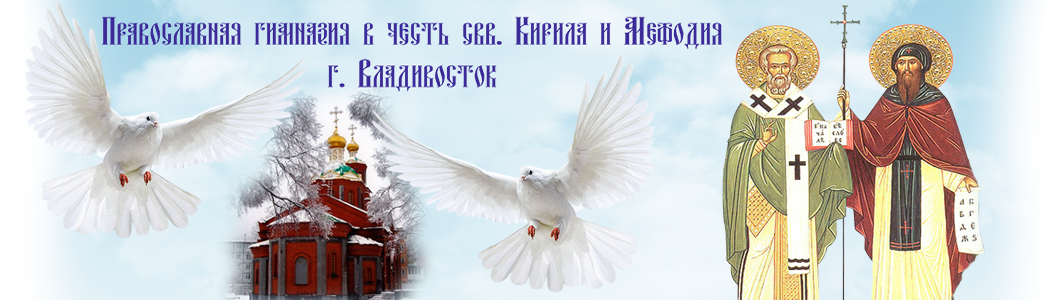 Православная гимназия в честь свв. Кирила и Мефодия
г. Владивосток